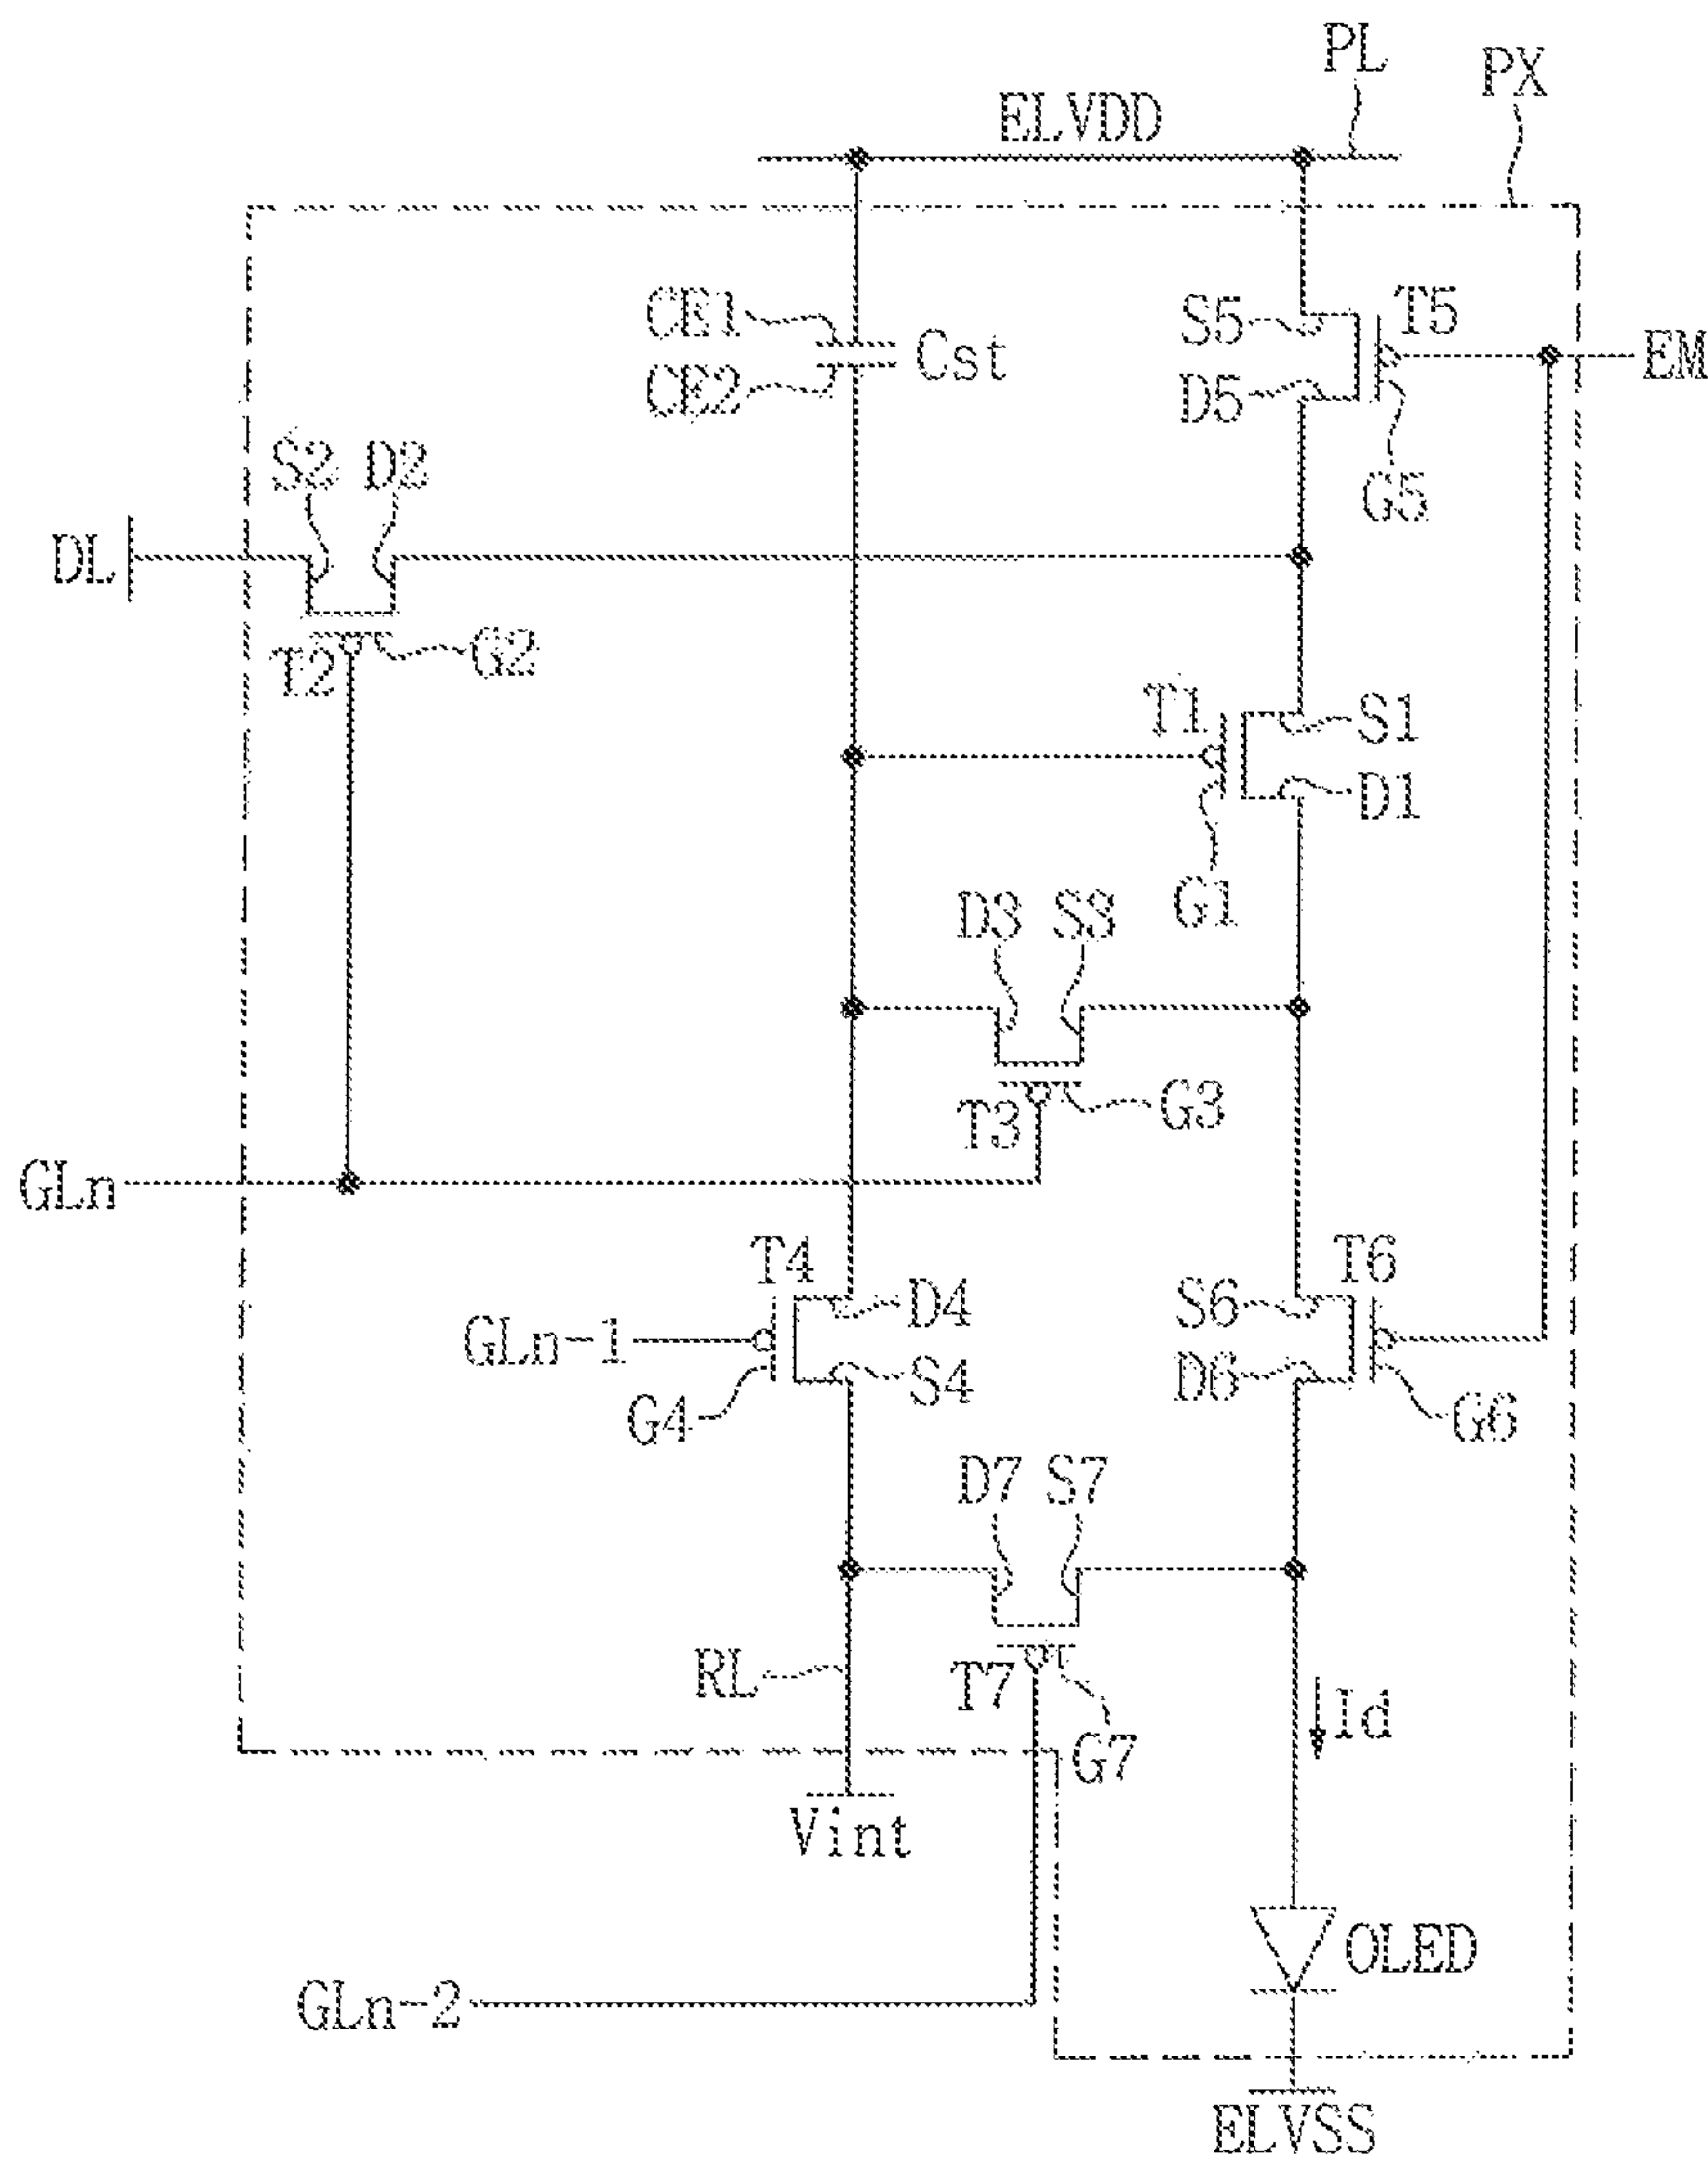 PL
PX
ELVDD
CE1
S5
T5
Cst
EM
CE2
D5
S2
D2
G5
DL
G2
T2
T1
S1
D1
G1
D3
S3
G3
T3
GLn
T4
T6
D4
S6
GLn-1
S4
D6
G4
G6
D7
S7
RL
T7
Id
G7
Vint
OLED
GLn-2
ELVSS